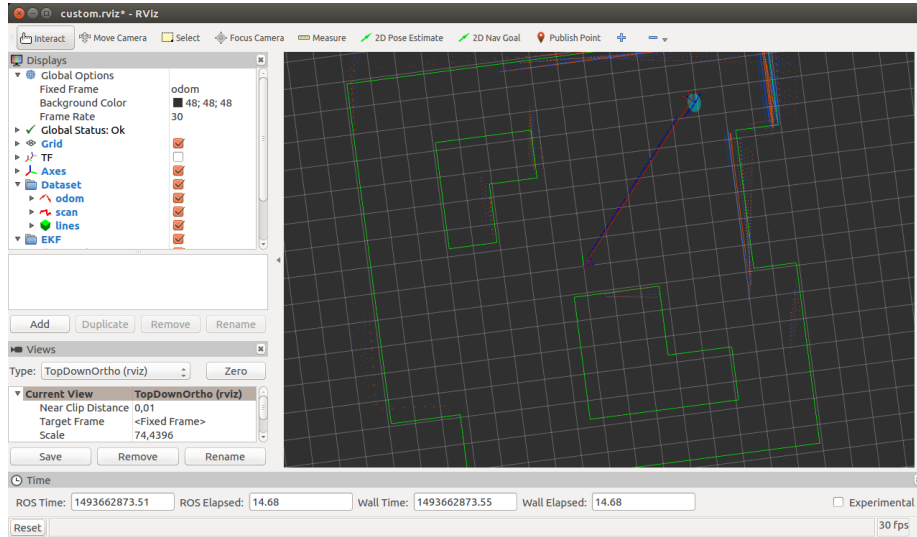 custom.rviz* - RViz
Interact Move Camera Select Focus Camera Measure 2D Pose Estimate 2D Nav Goal Publish Point
Displays
Global Options
Fixed Frame odom
Background Color 48; 48; 48
Frame Rate 30
Global Status: Ok
Grid
TF
Axes
Dataset
odom
scan
lines
EKF
Add Duplicate Remove Rename
Views
Type: TopDownOrtho (rviz) Zero
Current View TopDownOrtho (rviz)
Near Clip Distance 0,01
Target Frame <Fixed Frame>
Scale 74,4396
Save Remove Rename
Time
ROS Time: 1493662873.51 ROS Elapsed: 14.68 Wall Time: 1493662873.55 Wall Elapsed: 14.68 Experimental
Reset 30 fps